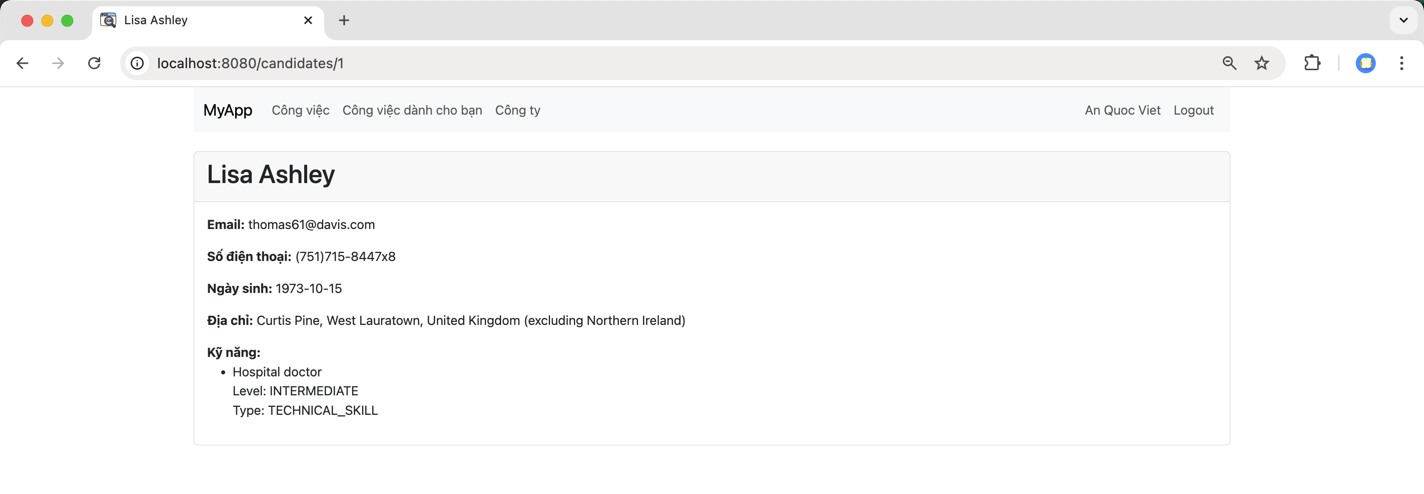 Lisa Ashley
localhost:8080/candidates/1
MyApp Công việc Công việc dành cho bạn Công ty An Quoc Viet Logout
Lisa Ashley
Email: thomas61@davis.com
Số điện thoại: (751)715-8447x8
Ngày sinh: 1973-10-15
Địa chỉ: Curtis Pine, West Lauratown, United Kingdom (excluding Northern Ireland)
Kỹ năng:
• Hospital doctor
Level: INTERMEDIATE
Type: TECHNICAL_SKILL